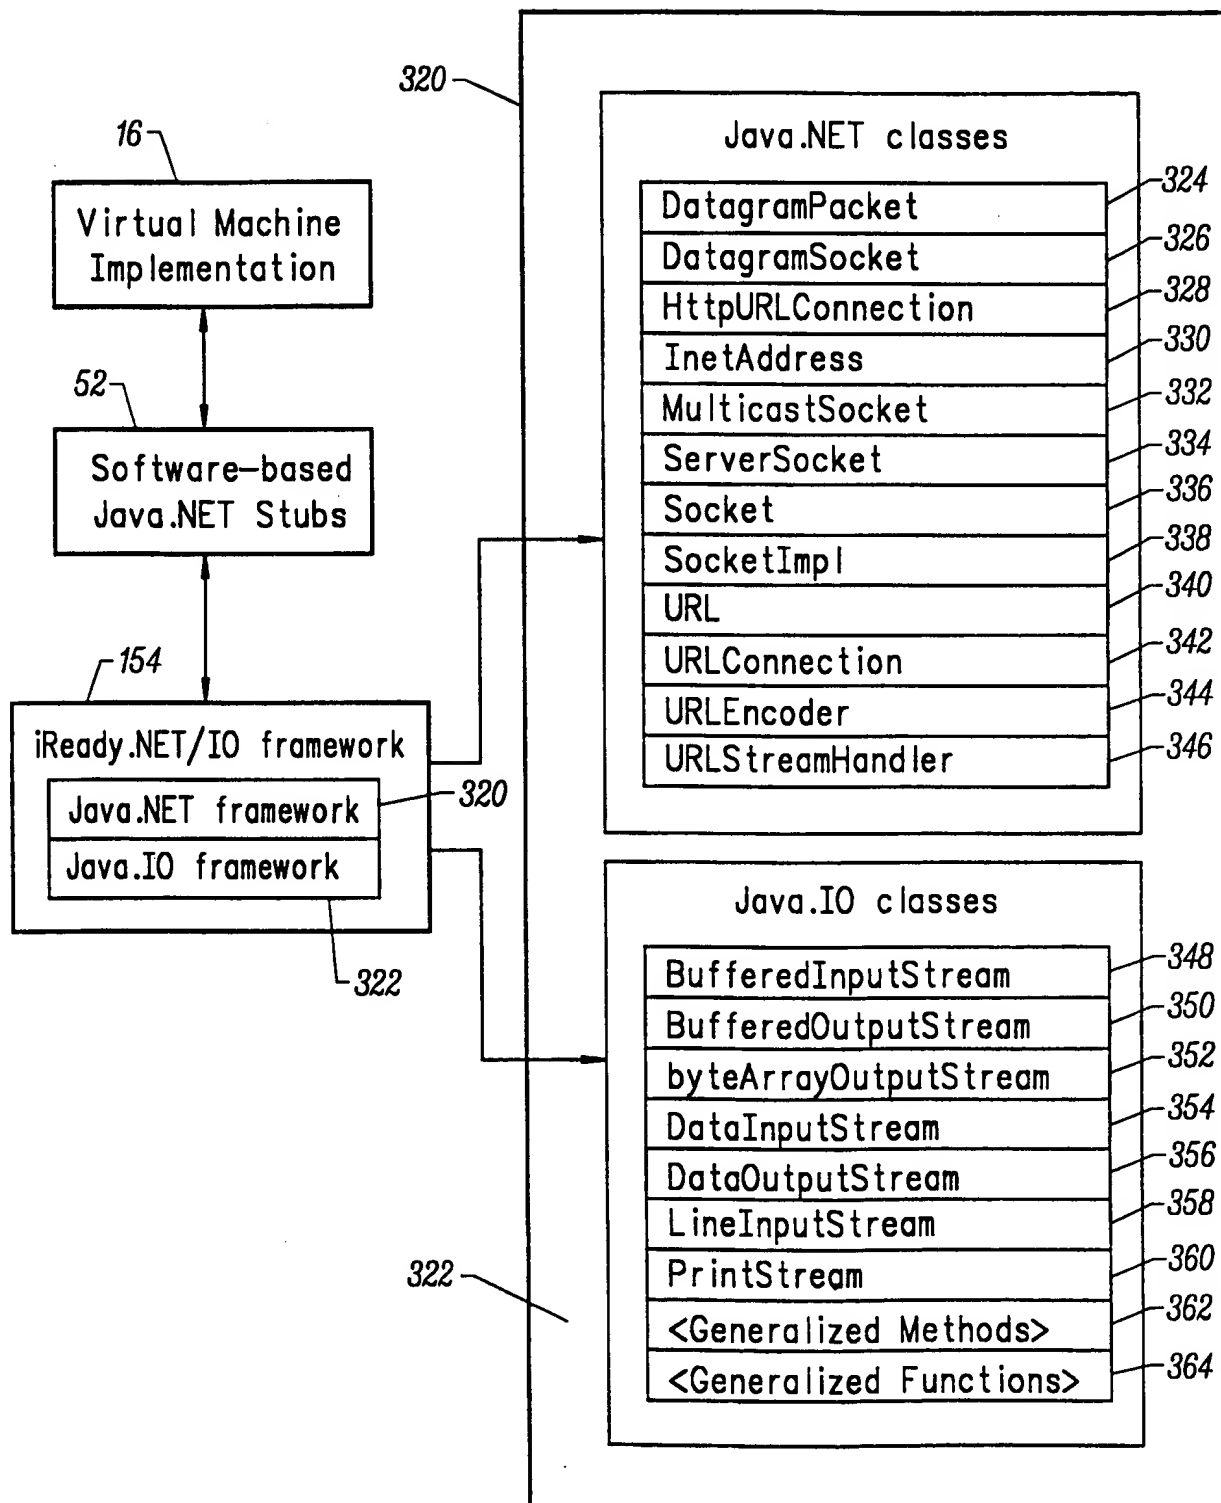 320
16
Virtual Machine
Implementation
52
Software-based
Java.NET Stubs
154
iReady.NET/IO framework
Java.NET framework
320
Java.IO framework
322
Java.NET classes
DatagramPacket
324
DatagramSocket
326
HttpURLConnection
328
InetAddress
330
MulticastSocket
332
ServerSocket
334
Socket
336
SocketImpl
338
URL
340
URLConnection
342
URLEncoder
344
URLStreamHandler
346
Java.IO classes
BufferedInputStream
348
BufferedOutputStream
350
byteArrayOutputStream
352
DataInputStream
354
DataOutputStream
356
LineInputStream
358
PrintStream
360
<Generalized Methods>
362
<Generalized Functions>
364
322